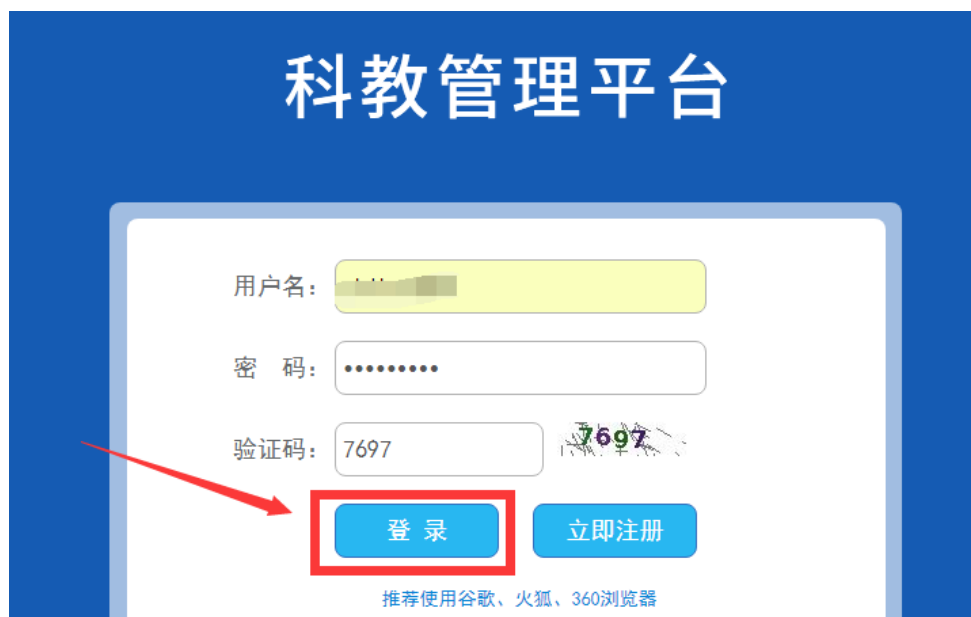 科教管理平台
用户名：
密 码： •••••••••
验证码： 7697 7697
登 录 立即注册
推荐使用谷歌、火狐、360浏览器